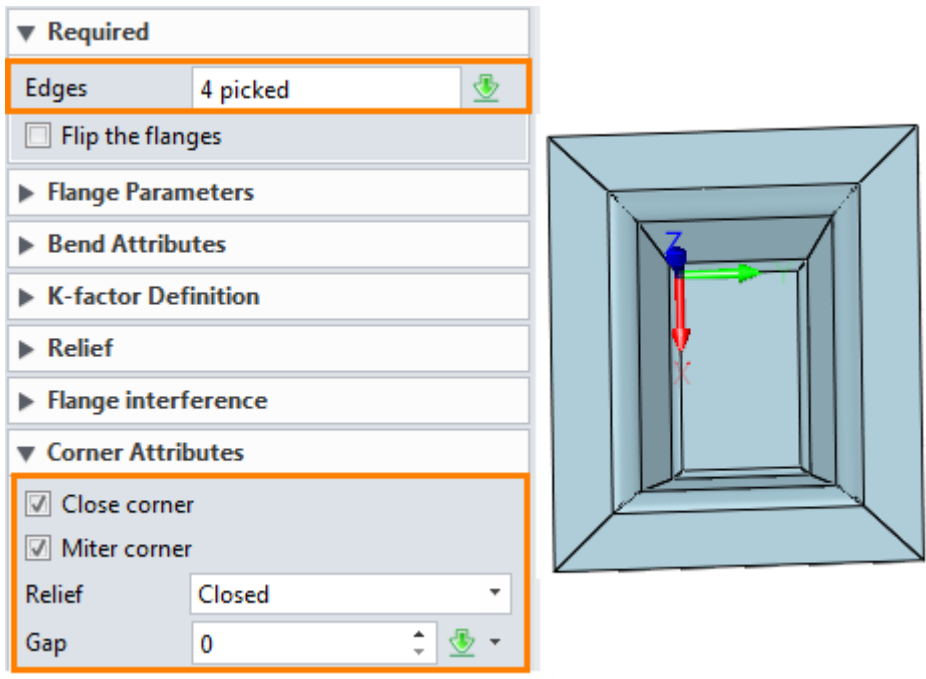 Required
Edges 4 picked
Flip the flanges
Flange Parameters
Bend Attributes
K-factor Definition
Relief
Flange interference
Corner Attributes
Close corner
Miter corner
Relief Closed
Gap 0
Z
Y
X